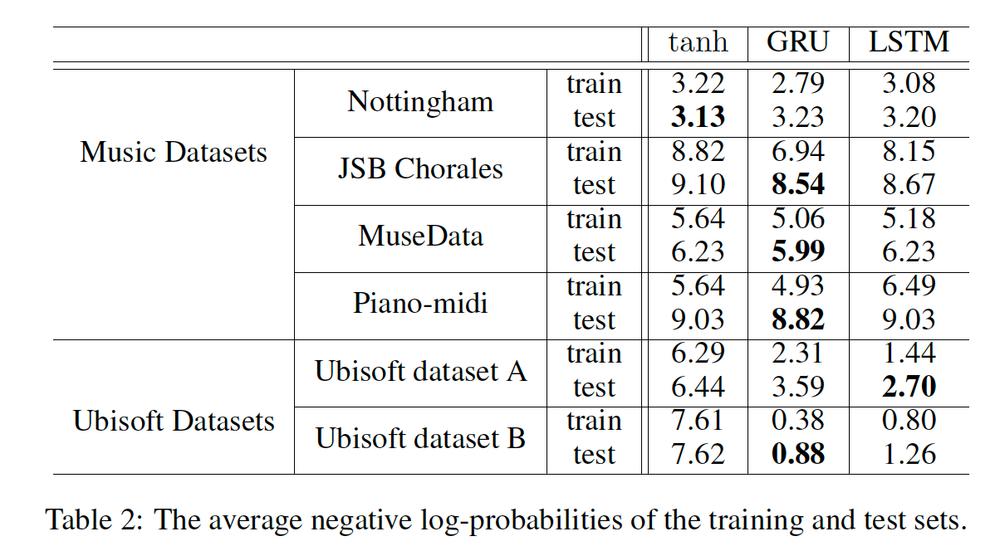 tanh GRU LSTM
Music Datasets Nottingham train 3.22 2.79 3.08
test 3.13 3.23 3.20
JSB Chorales train 8.82 6.94 8.15
test 9.10 8.54 8.67
MuseData train 5.64 5.06 5.18
test 6.23 5.99 6.23
Piano-midi train 5.64 4.93 6.49
test 9.03 8.82 9.03
Ubisoft Datasets Ubisoft dataset A train 6.29 2.31 1.44
test 6.44 3.59 2.70
Ubisoft dataset B train 7.61 0.38 0.80
test 7.62 0.88 1.26
Table 2: The average negative log-probabilities of the training and test sets.